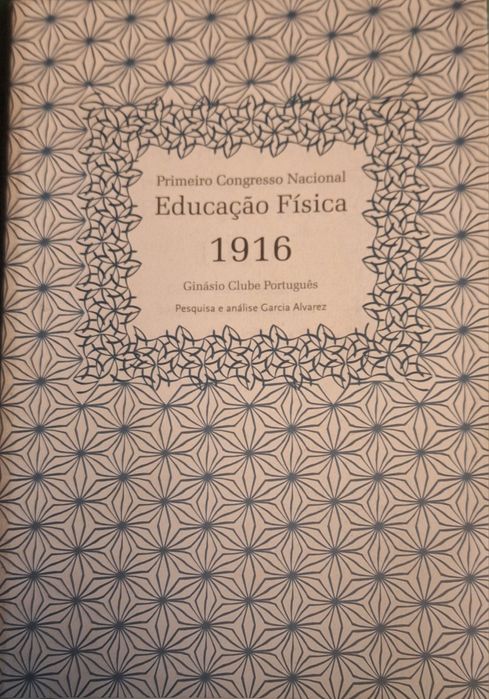 Primeiro Congresso Nacional
Educação Física
1916
Ginásio Clube Português
Pesquisa e análise Garcia Alvarez